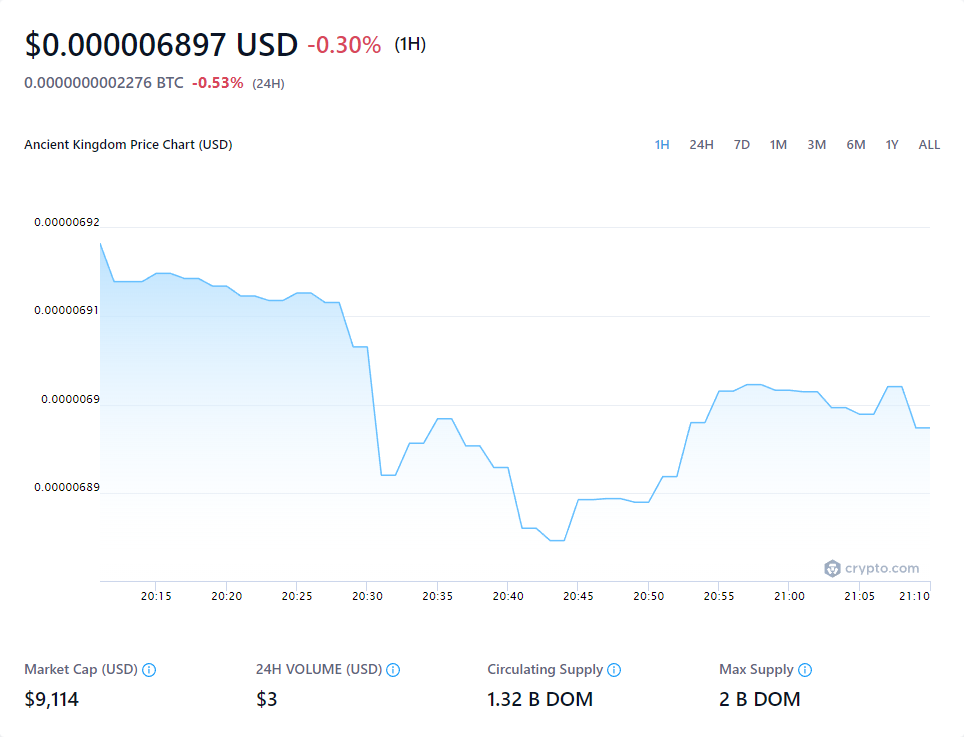 $0.000006897 USD -0.30% (1H)
0.0000000002276 BTC -0.53% (24H)
Ancient Kingdom Price Chart (USD)
1H 24H 7D 1M 3M 6M 1Y ALL
0.00000692
0.00000691
0.0000069
0.00000689
crypto.com
20:15 20:20 20:25 20:30 20:35 20:40 20:45 20:50 20:55 21:00 21:05 21:10
Market Cap (USD) 24H VOLUME (USD) Circulating Supply Max Supply
$9,114 $3 1.32 B DOM 2 B DOM